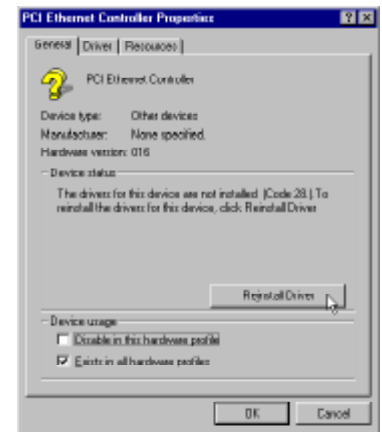 PCI Ethernet Controller Properties
General Driver Resources
PCI Ethernet Controller
Device type: Other devices
Manufacturer: None specified.
Hardware version: 016
Device status
The drivers for this device are not installed. (Code 28.) To
reinstall the drivers for this device, click Reinstall Driver
Reinstall Driver
Device usage
Disable in this hardware profile
Exists in all hardware profiles
OK Cancel